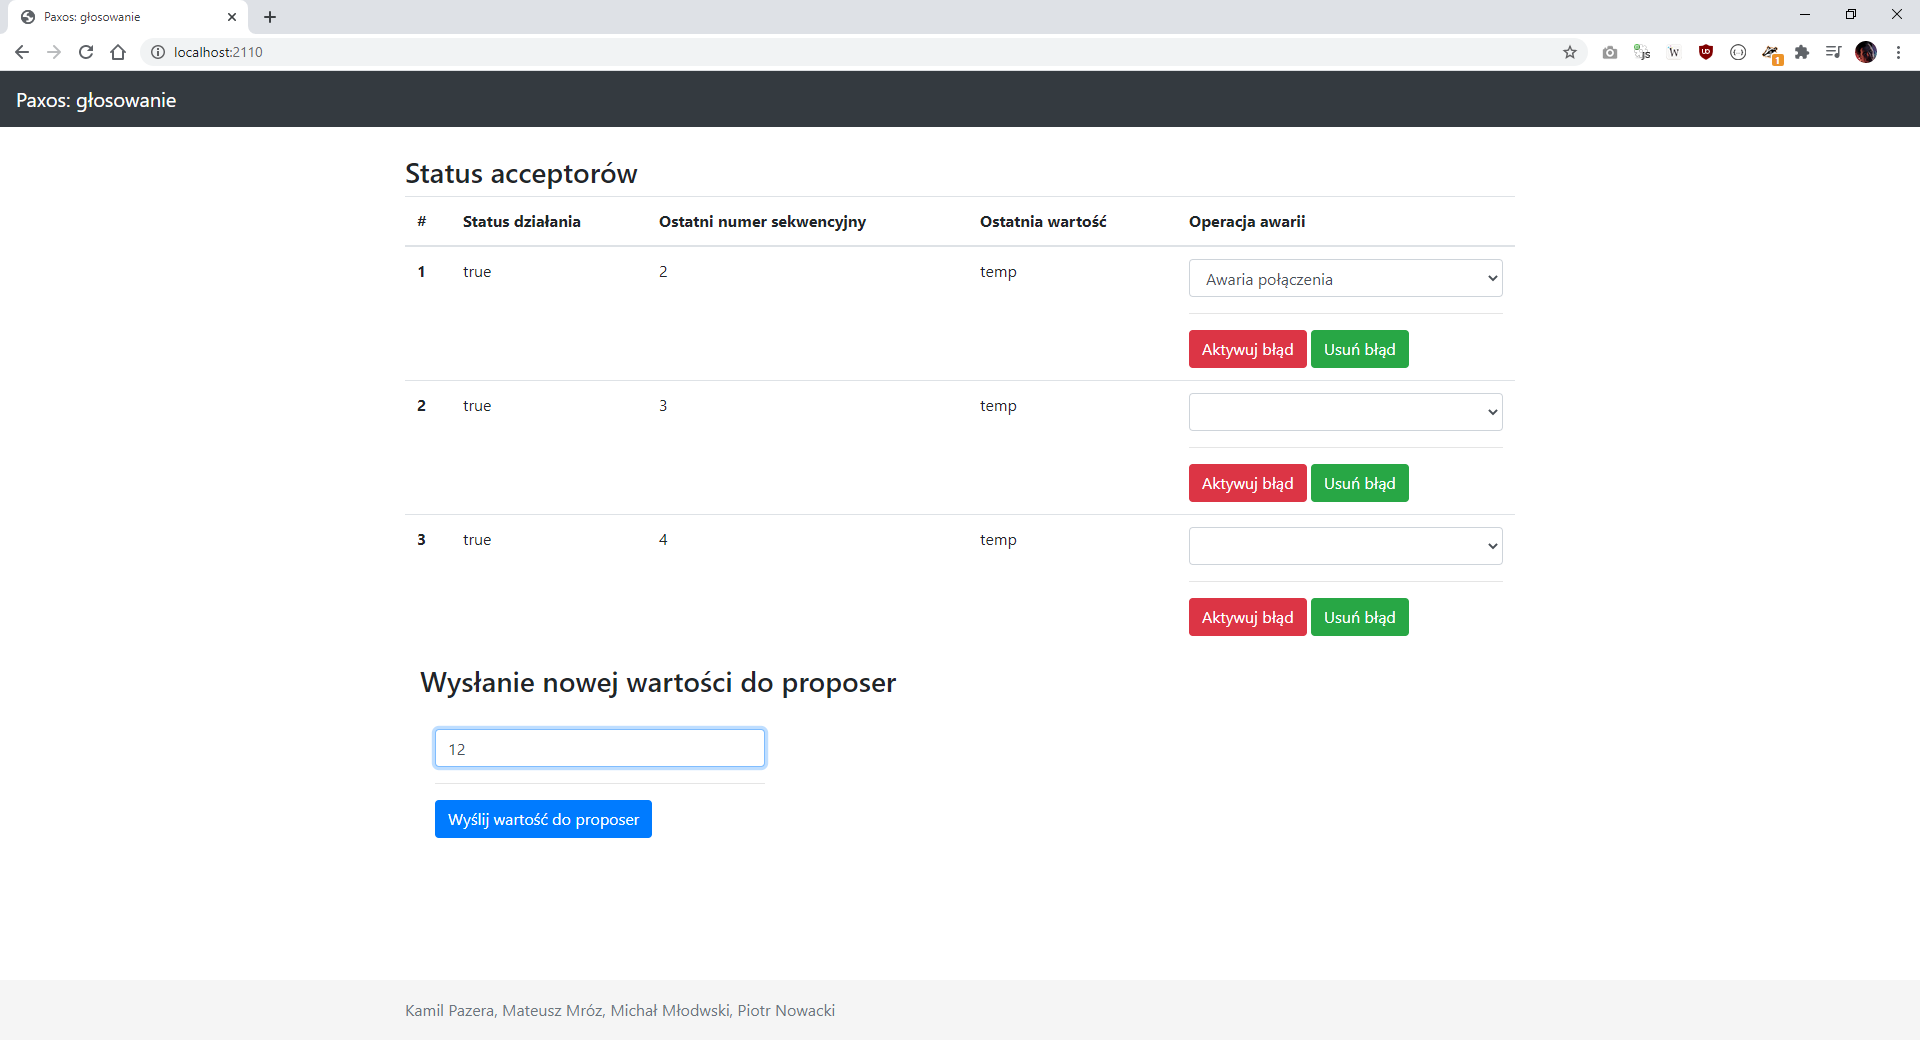 Paxos: głosowanie
localhost:2110
Paxos: głosowanie
Status acceptorów
# Status działania Ostatni numer sekwencyjny Ostatnia wartość Operacja awarii
1 true 2 temp Awaria połączenia
Aktywuj błąd Usuń błąd
2 true 3 temp
Aktywuj błąd Usuń błąd
3 true 4 temp
Aktywuj błąd Usuń błąd
Wysłanie nowej wartości do proposer
12
Wyślij wartość do proposer
Kamil Pazera, Mateusz Mróz, Michał Młodwski, Piotr Nowacki